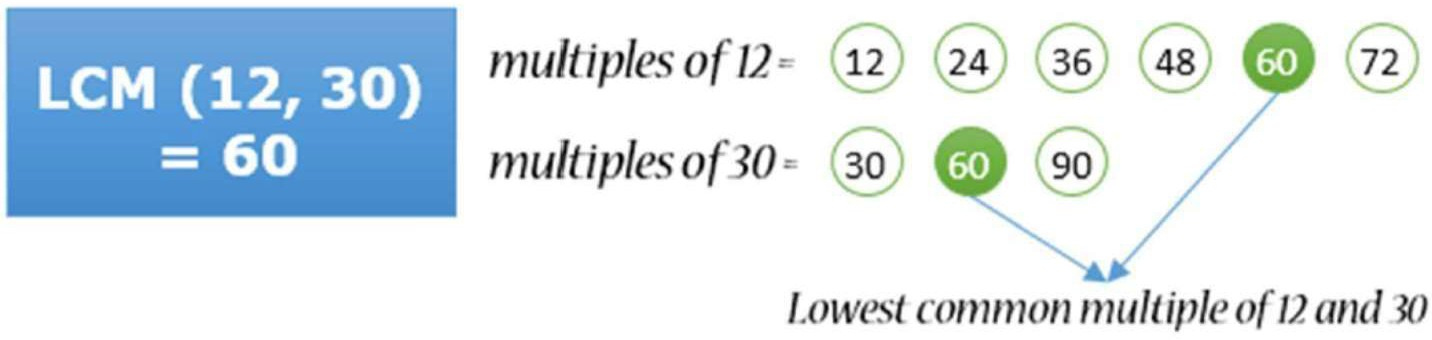 LCM (12, 30)
= 60
multiples of 12 = 12 24 36 48 60 72
multiples of 30 = 30 60 90
Lowest common multiple of 12 and 30